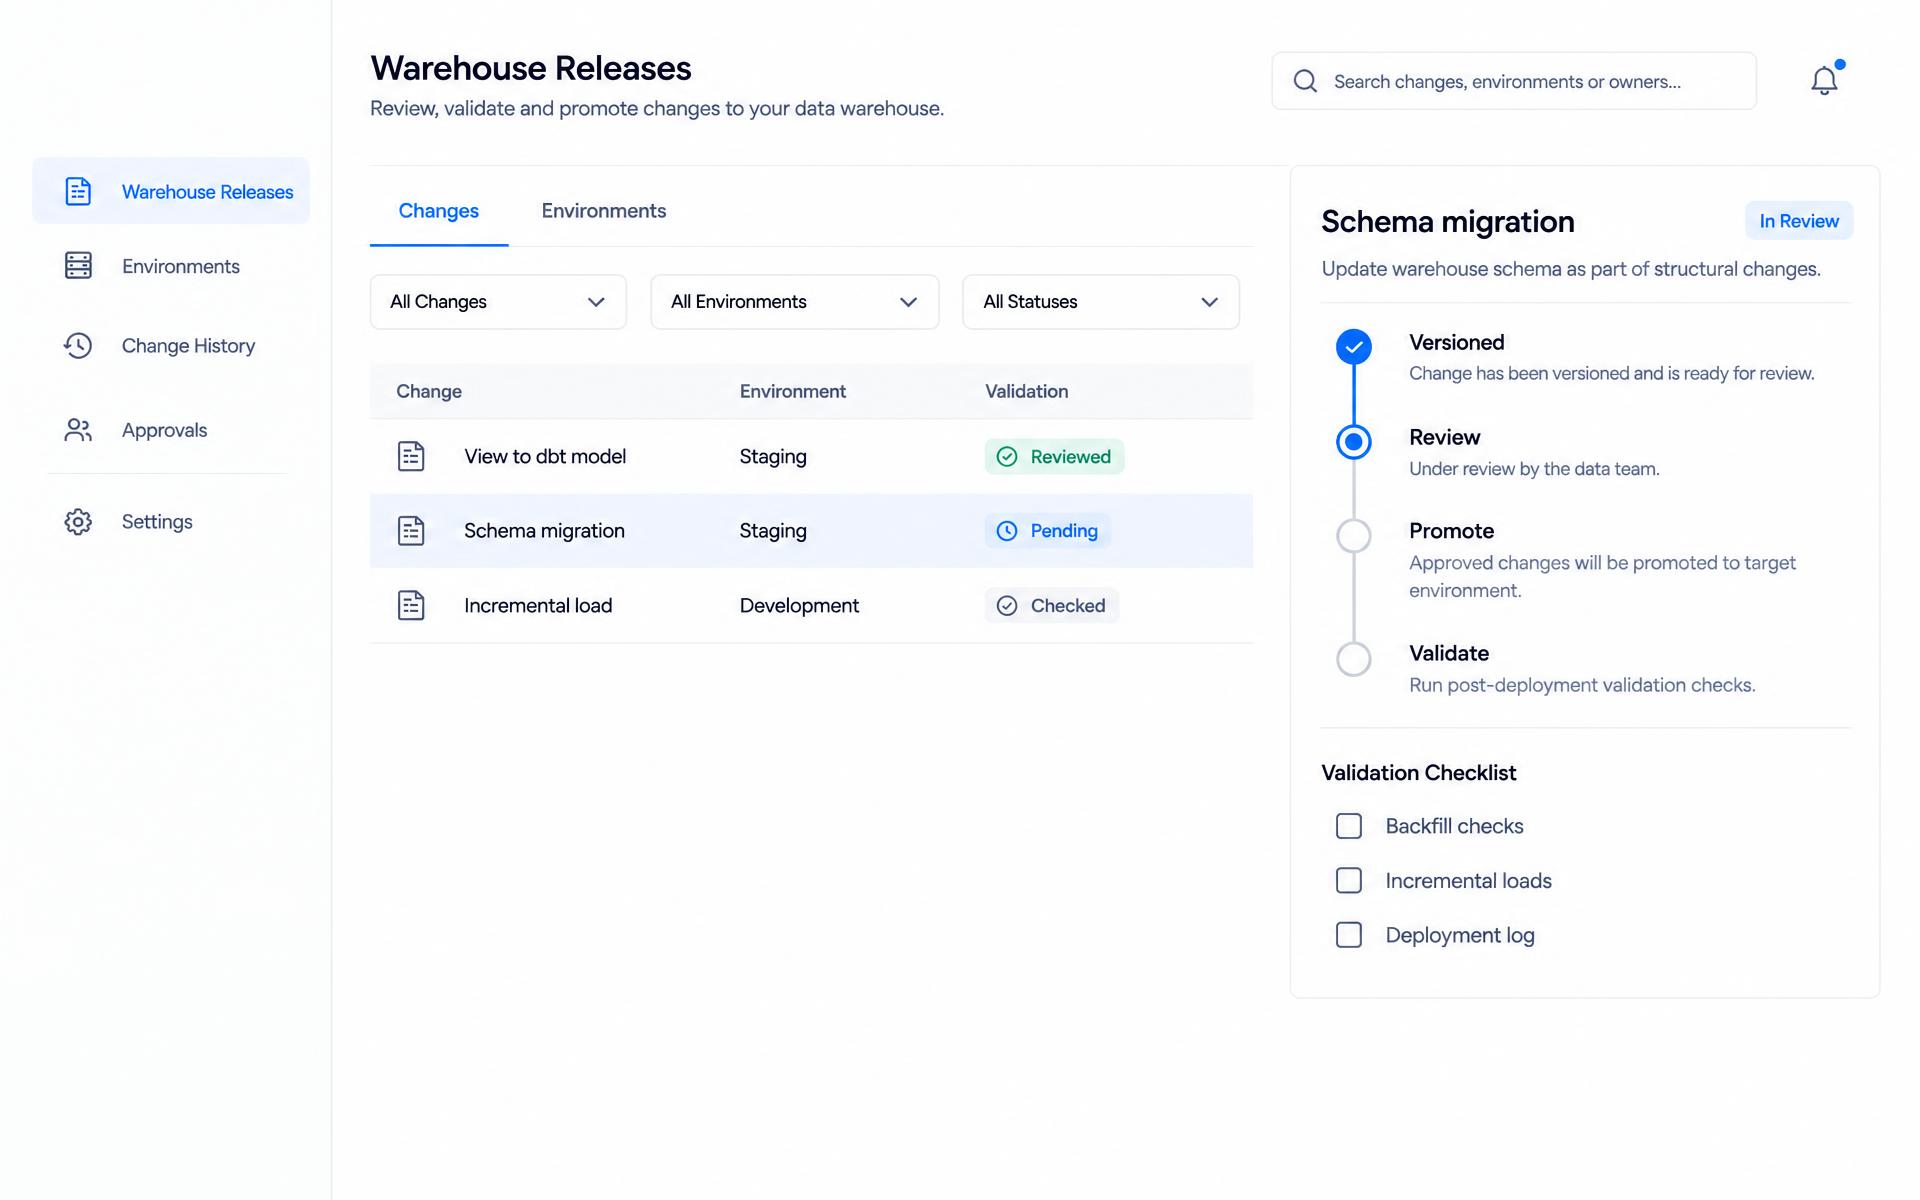 Warehouse Releases
Review, validate and promote changes to your data warehouse.
Search changes, environments or owners...
Warehouse Releases
Environments
Change History
Approvals
Settings
Changes
Environments
All Changes
All Environments
All Statuses
Change
Environment
Validation
View to dbt model
Staging
Reviewed
Schema migration
Staging
Pending
Incremental load
Development
Checked
Schema migration
In Review
Update warehouse schema as part of structural changes.
Versioned
Change has been versioned and is ready for review.
Review
Under review by the data team.
Promote
Approved changes will be promoted to target
environment.
Validate
Run post-deployment validation checks.
Validation Checklist
Backfill checks
Incremental loads
Deployment log